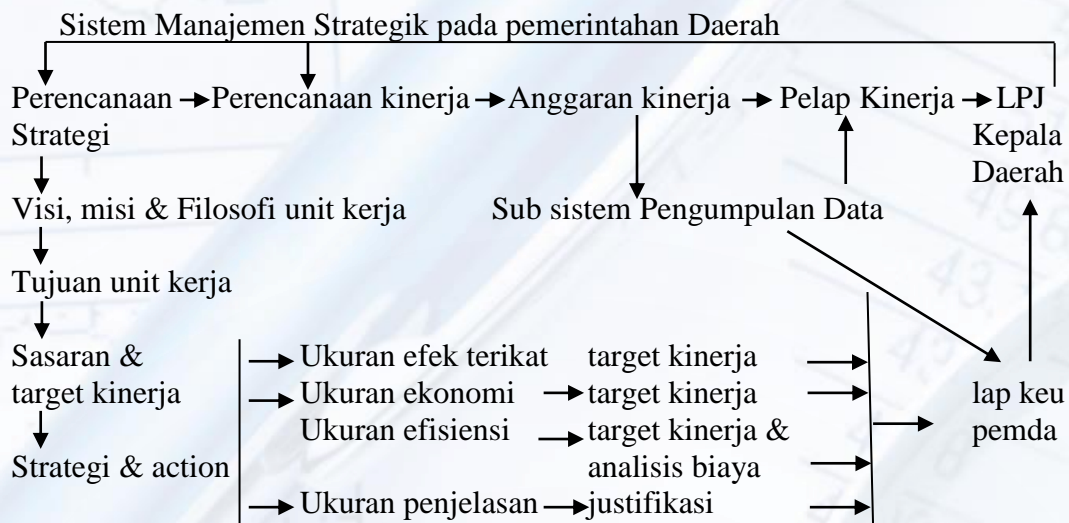 Sistem Manajemen Strategik pada pemerintahan Daerah
Perencanaan Perencanaan kinerja Anggaran kinerja Pelap Kinerja LPJ
Strategi Kepala
Daerah
Visi, misi & Filosofi unit kerja Sub sistem Pengumpulan Data
Tujuan unit kerja
Sasaran & Ukuran efek terikat target kinerja
target kinerja Ukuran ekonomi target kinerja lap keu
Ukuran efisiensi target kinerja & pemda
Strategi & action analisis biaya
Ukuran penjelasan justifikasi